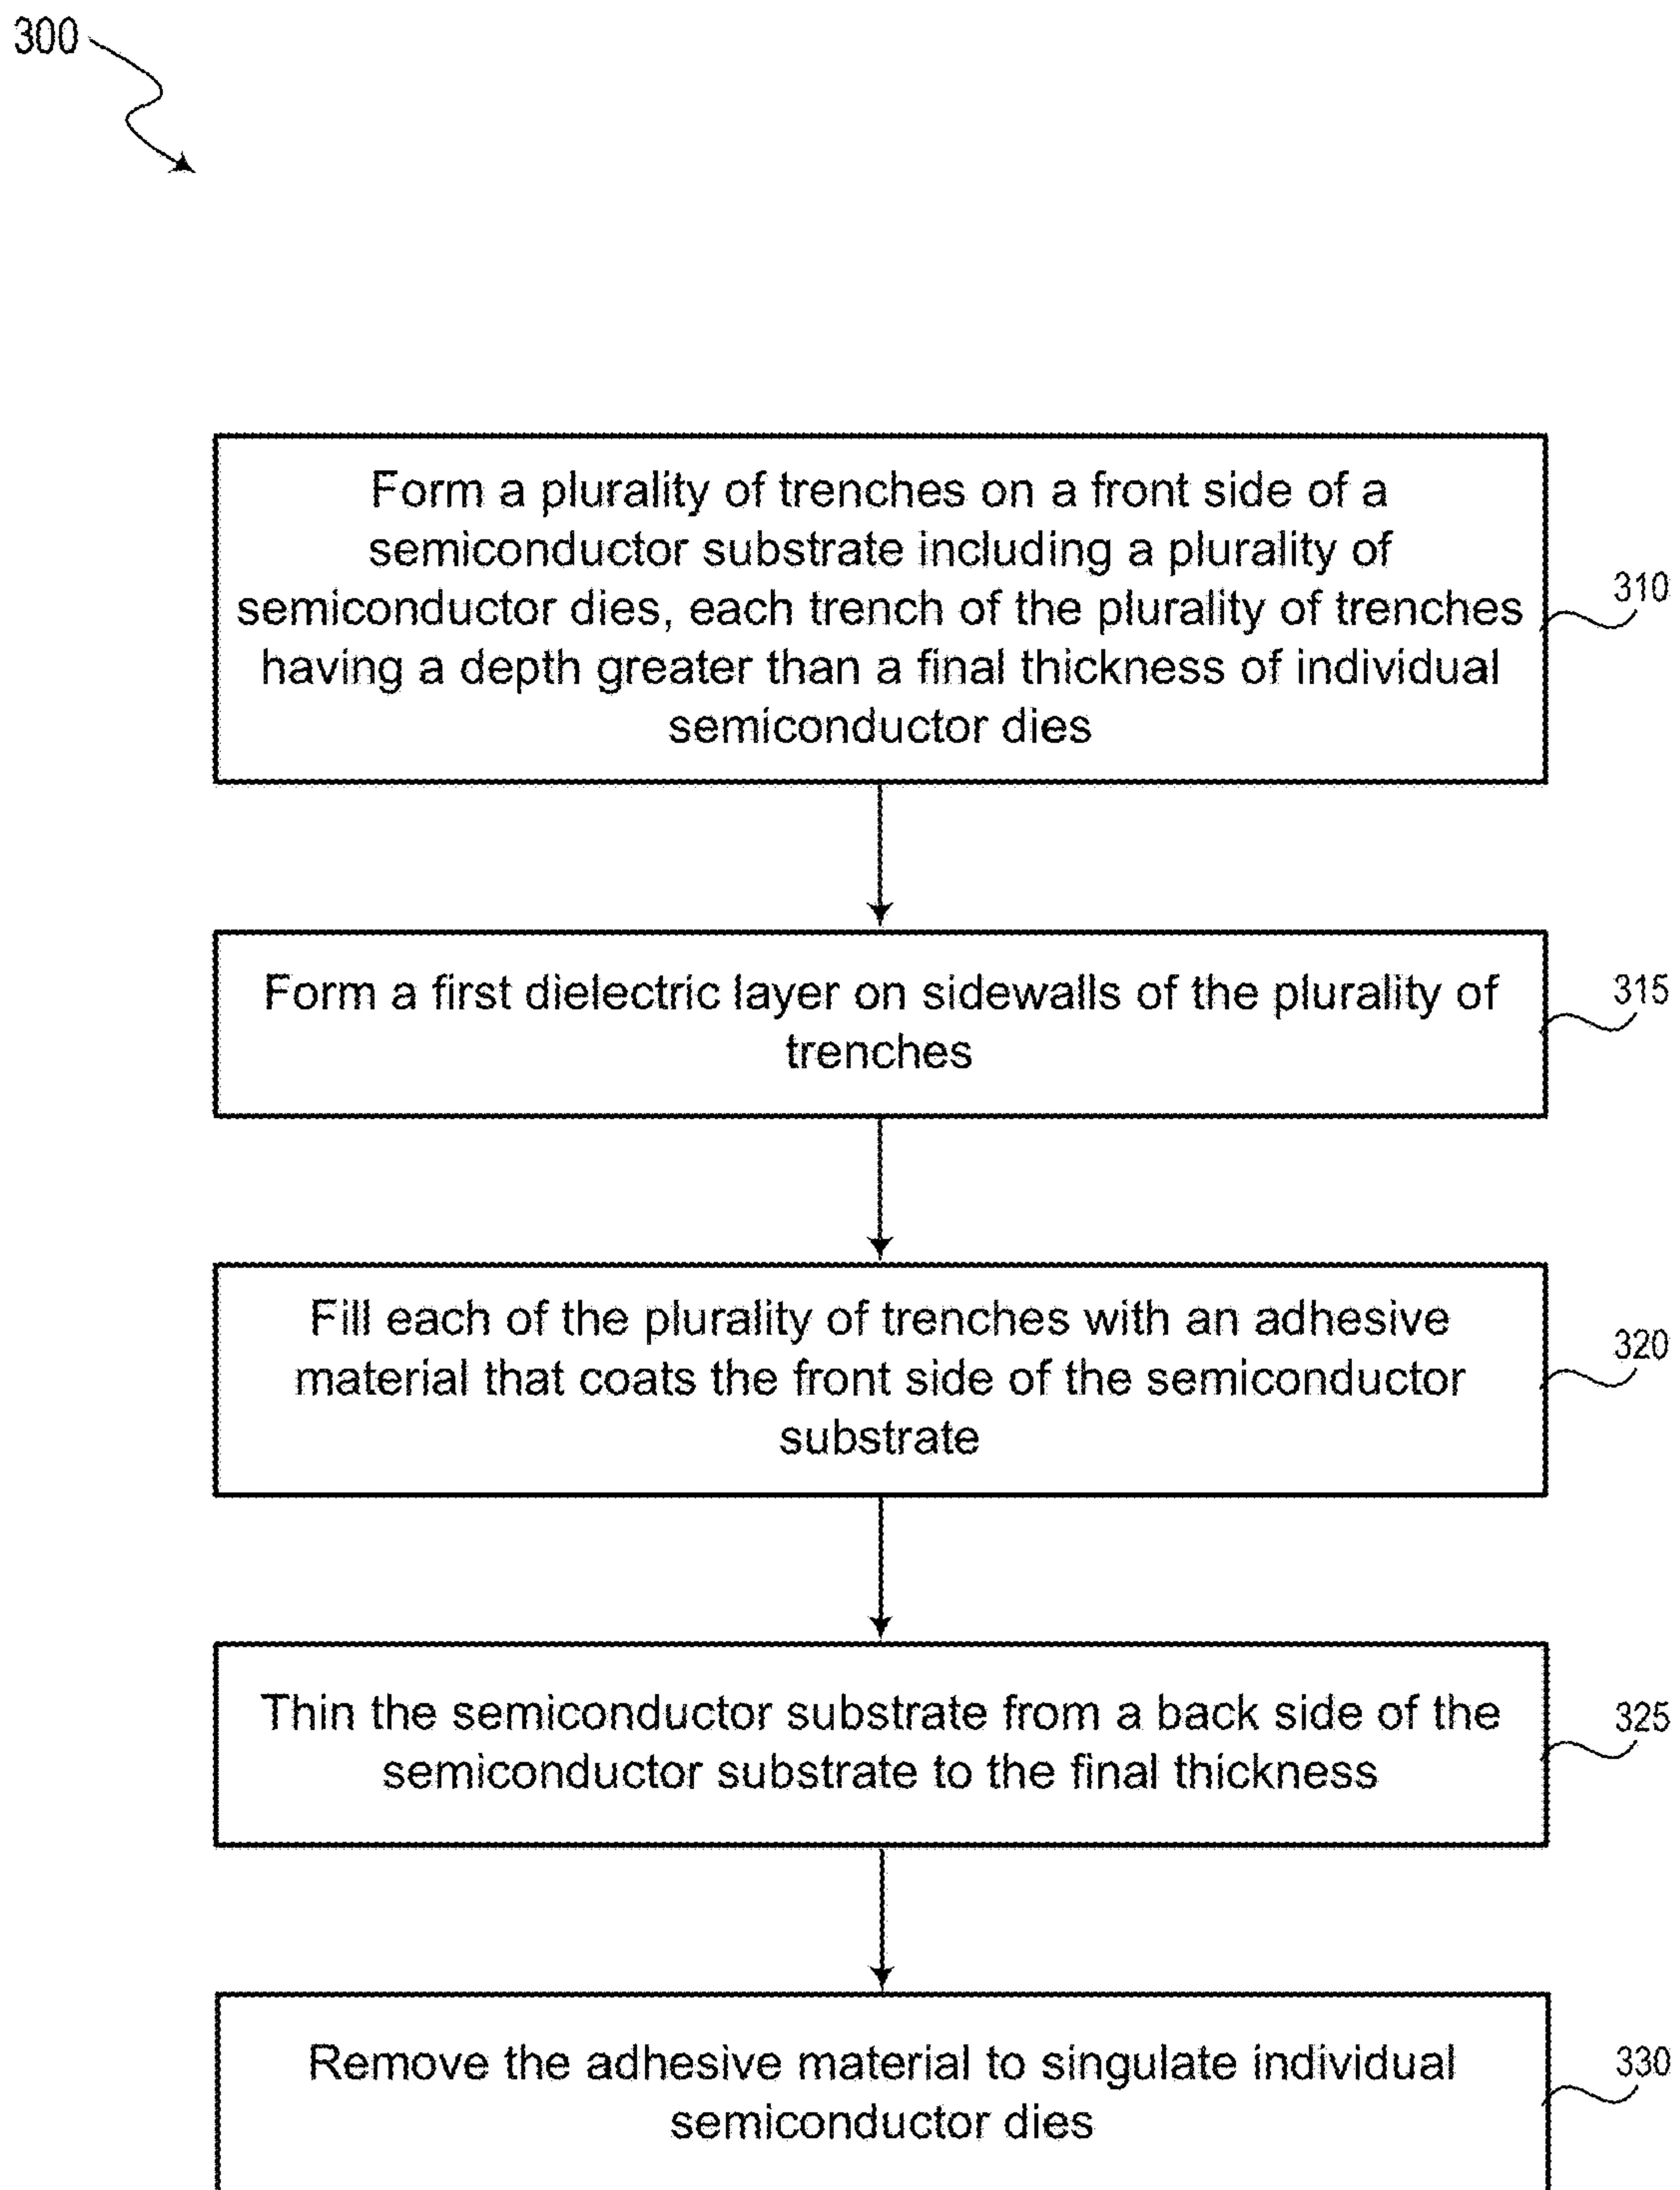 300
Form a plurality of trenches on a front side of a
semiconductor substrate including a plurality of
semiconductor dies, each trench of the plurality of trenches
having a depth greater than a final thickness of individual
semiconductor dies
310
Form a first dielectric layer on sidewalls of the plurality of
trenches
315
Fill each of the plurality of trenches with an adhesive
material that coats the front side of the semiconductor
substrate
320
Thin the semiconductor substrate from a back side of the
semiconductor substrate to the final thickness
325
Remove the adhesive material to singulate individual
semiconductor dies
330